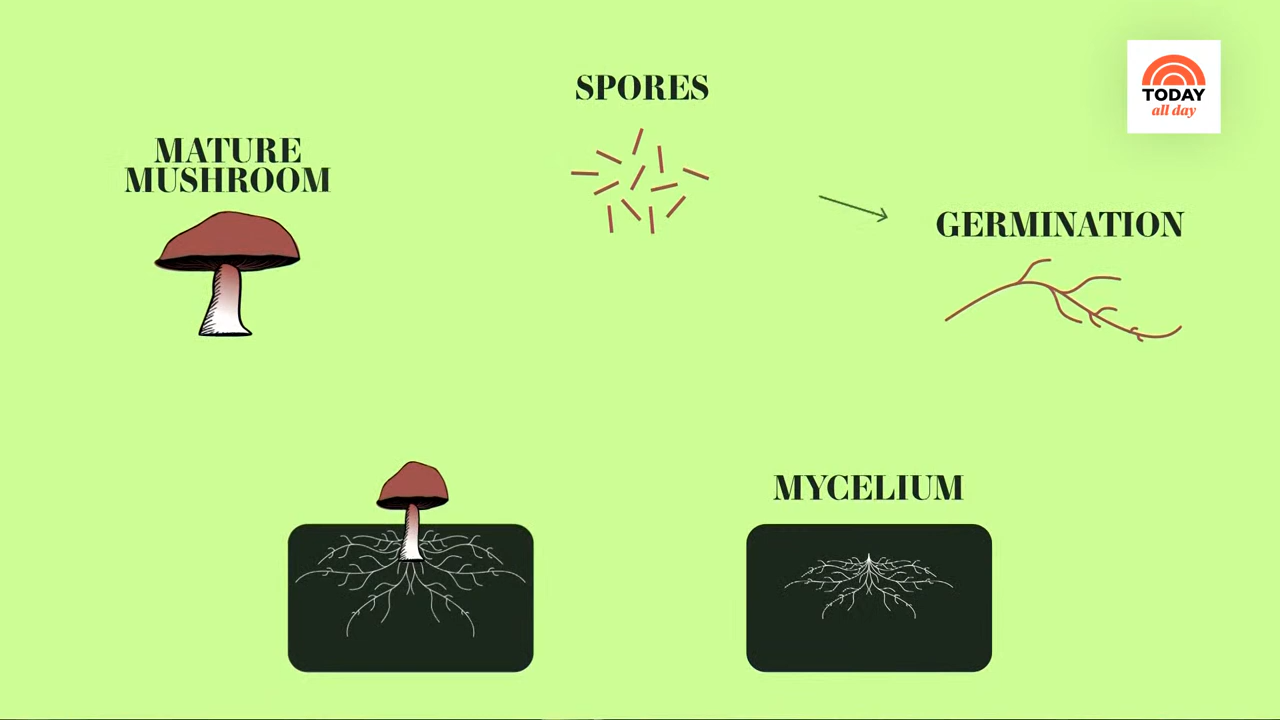 SPORES
TODAY
all day
MATURE
MUSHROOM
GERMINATION
MYCELIUM